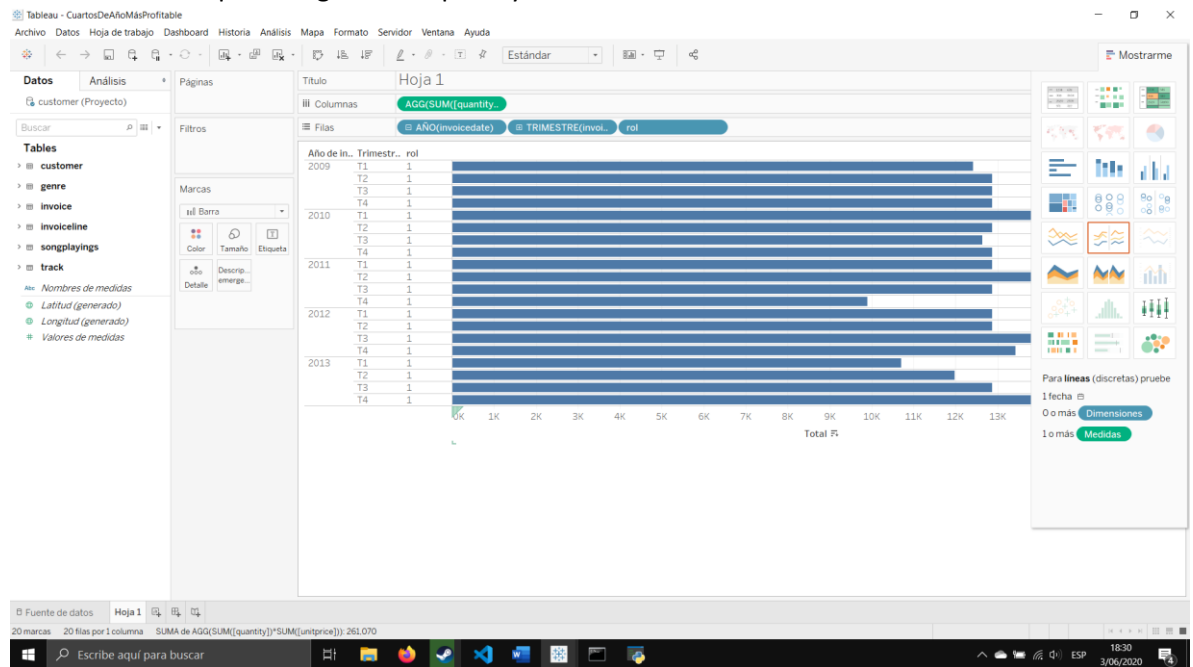 Tableau - CuartosDeAñoMásProfitable
Archivo Datos Hoja de trabajo Dashboard Historia Análisis Mapa Formato Servidor Ventana Ayuda
Estándar
Mostrarme
Datos Análisis
customer (Proyecto)
Buscar
Tables
customer
genre
invoice
invoiceline
songplayings
track
Abc Nombres de medidas
Latitud (generado)
Longitud (generado)
# Valores de medidas
Páginas
Filtros
Marcas
Barra
Color Tamaño Etiqueta
Detalle Descrip... emerge...
Título Hoja 1
Columnas AGG(SUM([quantity..
Filas AÑO(invoicedate) TRIMESTRE(invoi.. rol
Año de in.. Trimestr.. rol
2009 T1 1
T2 1
T3 1
T4 1
2010 T1 1
T2 1
T3 1
T4 1
2011 T1 1
T2 1
T3 1
T4 1
2012 T1 1
T2 1
T3 1
T4 1
2013 T1 1
T2 1
T3 1
T4 1
0K 1K 2K 3K 4K 5K 6K 7K 8K 9K 10K 11K 12K 13K
Total
Para líneas (discretas) pruebe
1 fecha
0 o más Dimensiones
1 o más Medidas
Fuente de datos Hoja 1
20 marcas 20 filas por 1 columna SUMA de AGG(SUM([quantity])*SUM([unitprice])): 261,070
Escribe aquí para buscar
ESP
18:30
3/06/2020
4